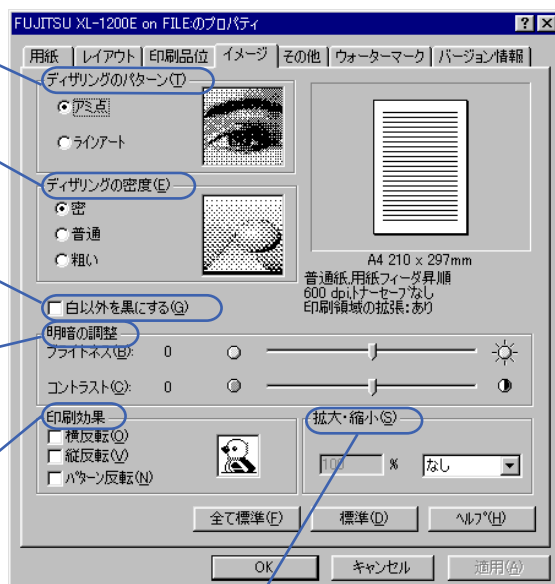 FUJITSU XL-1200E on FILE:のプロパティ
用紙 レイアウト 印刷品位 イメージ その他 ウォーターマーク バージョン情報
ディザリングのパターン(T)
アミ点
ラインアート
ディザリングの密度(E)
密
普通
粗い
A4 210 x 297mm
普通紙,用紙フィーダ昇順
600 dpi,トナーセーブなし
印刷領域の拡張:あり
白以外を黒にする(G)
明暗の調整
ブライトネス(B): 0
コントラスト(C): 0
印刷効果
横反転(O)
縦反転(V)
パターン反転(N)
拡大・縮小(S)
100 % なし
全て標準(F) 標準(D) ヘルプ(H)
OK キャンセル 適用(A)